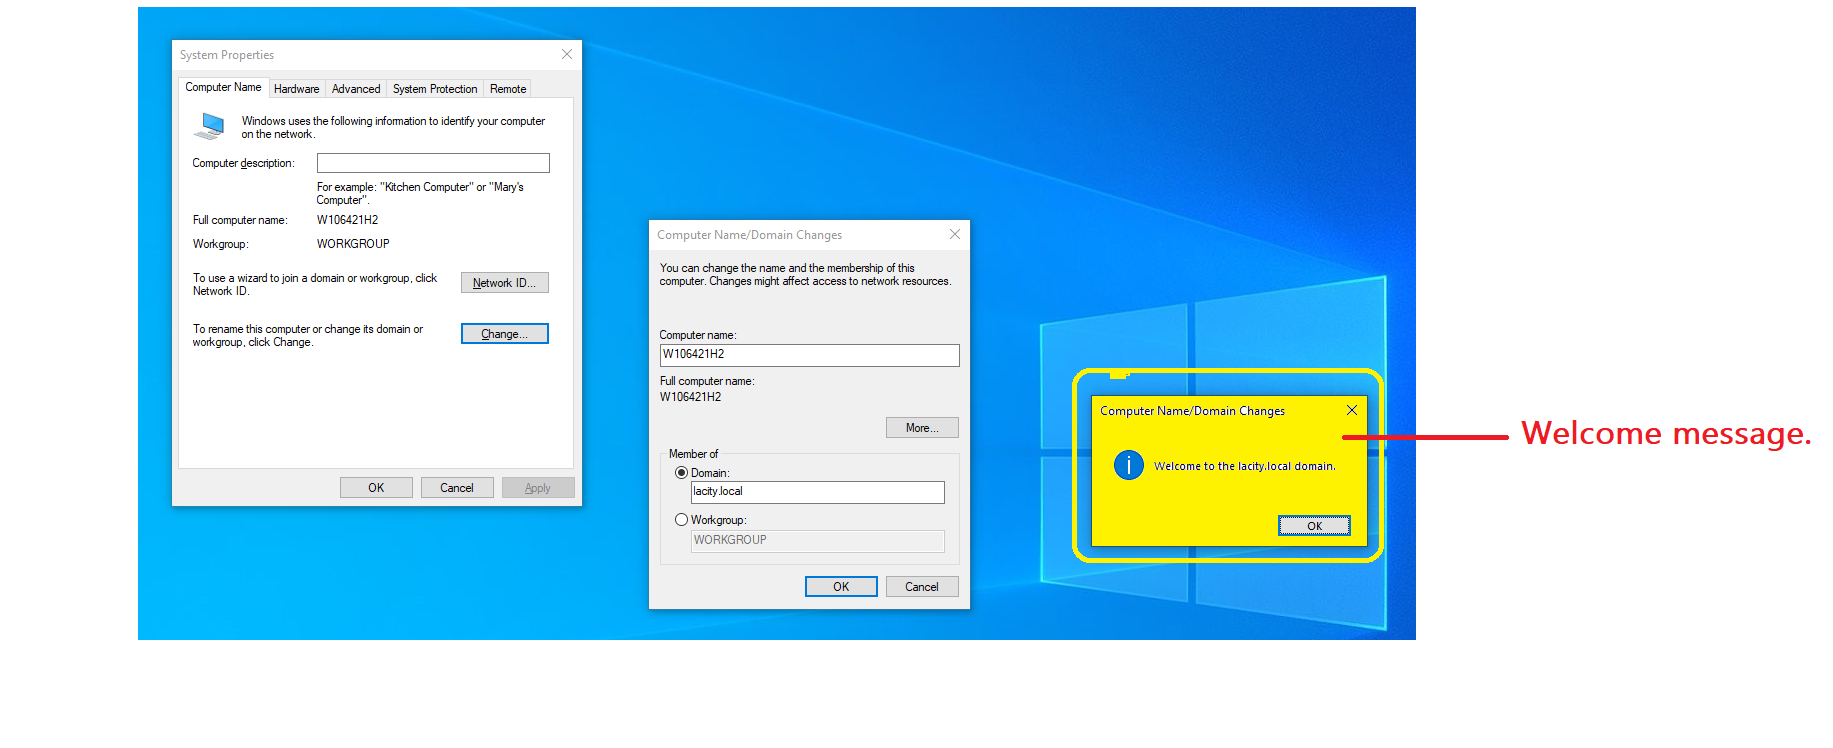 System Properties
Computer Name Hardware Advanced System Protection Remote
Windows uses the following information to identify your computer
on the network.
Computer description:
For example: "Kitchen Computer" or "Mary's
Computer".
Full computer name: W106421H2
Workgroup: WORKGROUP
To use a wizard to join a domain or workgroup, click
Network ID.
Network ID...
To rename this computer or change its domain or
workgroup, click Change.
Change...
OK Cancel Apply
Computer Name/Domain Changes
You can change the name and the membership of this
computer. Changes might affect access to network resources.
Computer name:
W106421H2
Full computer name:
W106421H2
More...
Member of
Domain:
lacity.local
Workgroup:
WORKGROUP
OK Cancel
Computer Name/Domain Changes
Welcome to the lacity.local domain.
OK
Welcome message.